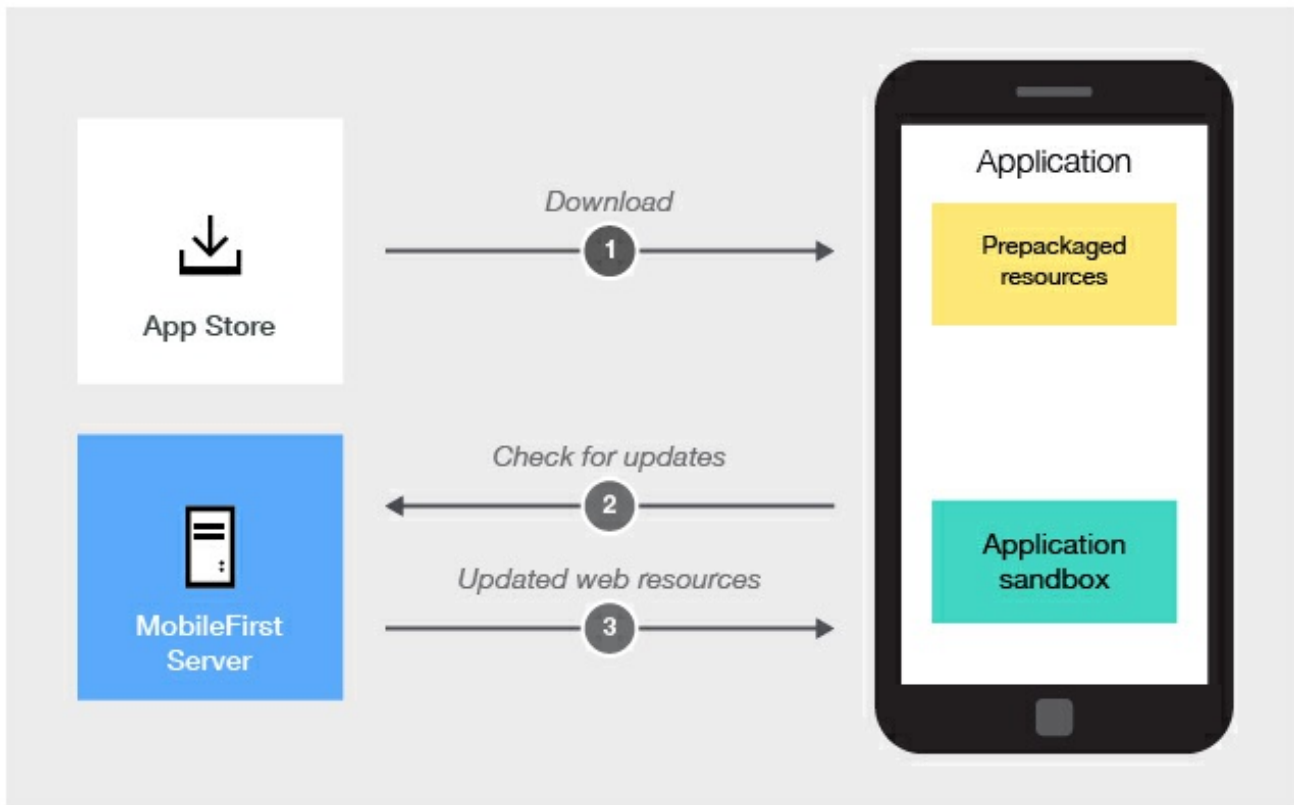 Download
1
App Store
Check for updates
2
Updated web resources
3
MobileFirst
Server
Application
Prepackaged
resources
Application
sandbox